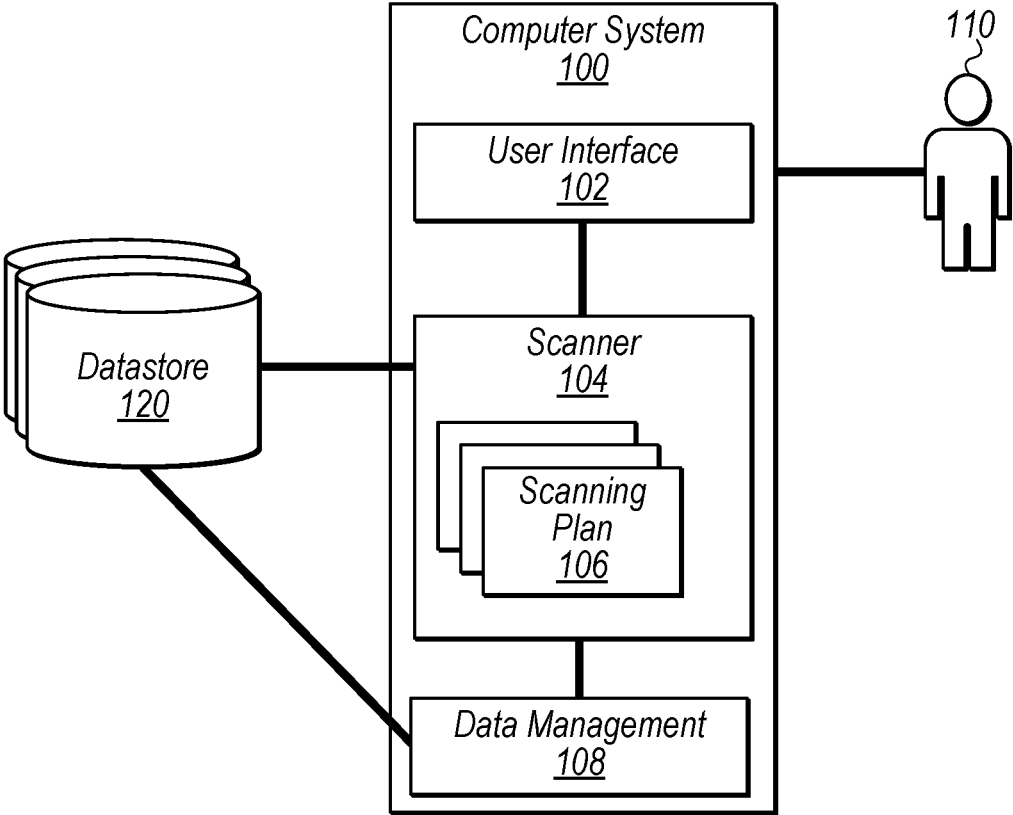 Computer System
100
110
User Interface
102
Scanner
104
Datastore
120
Scanning
Plan
106
Data Management
108